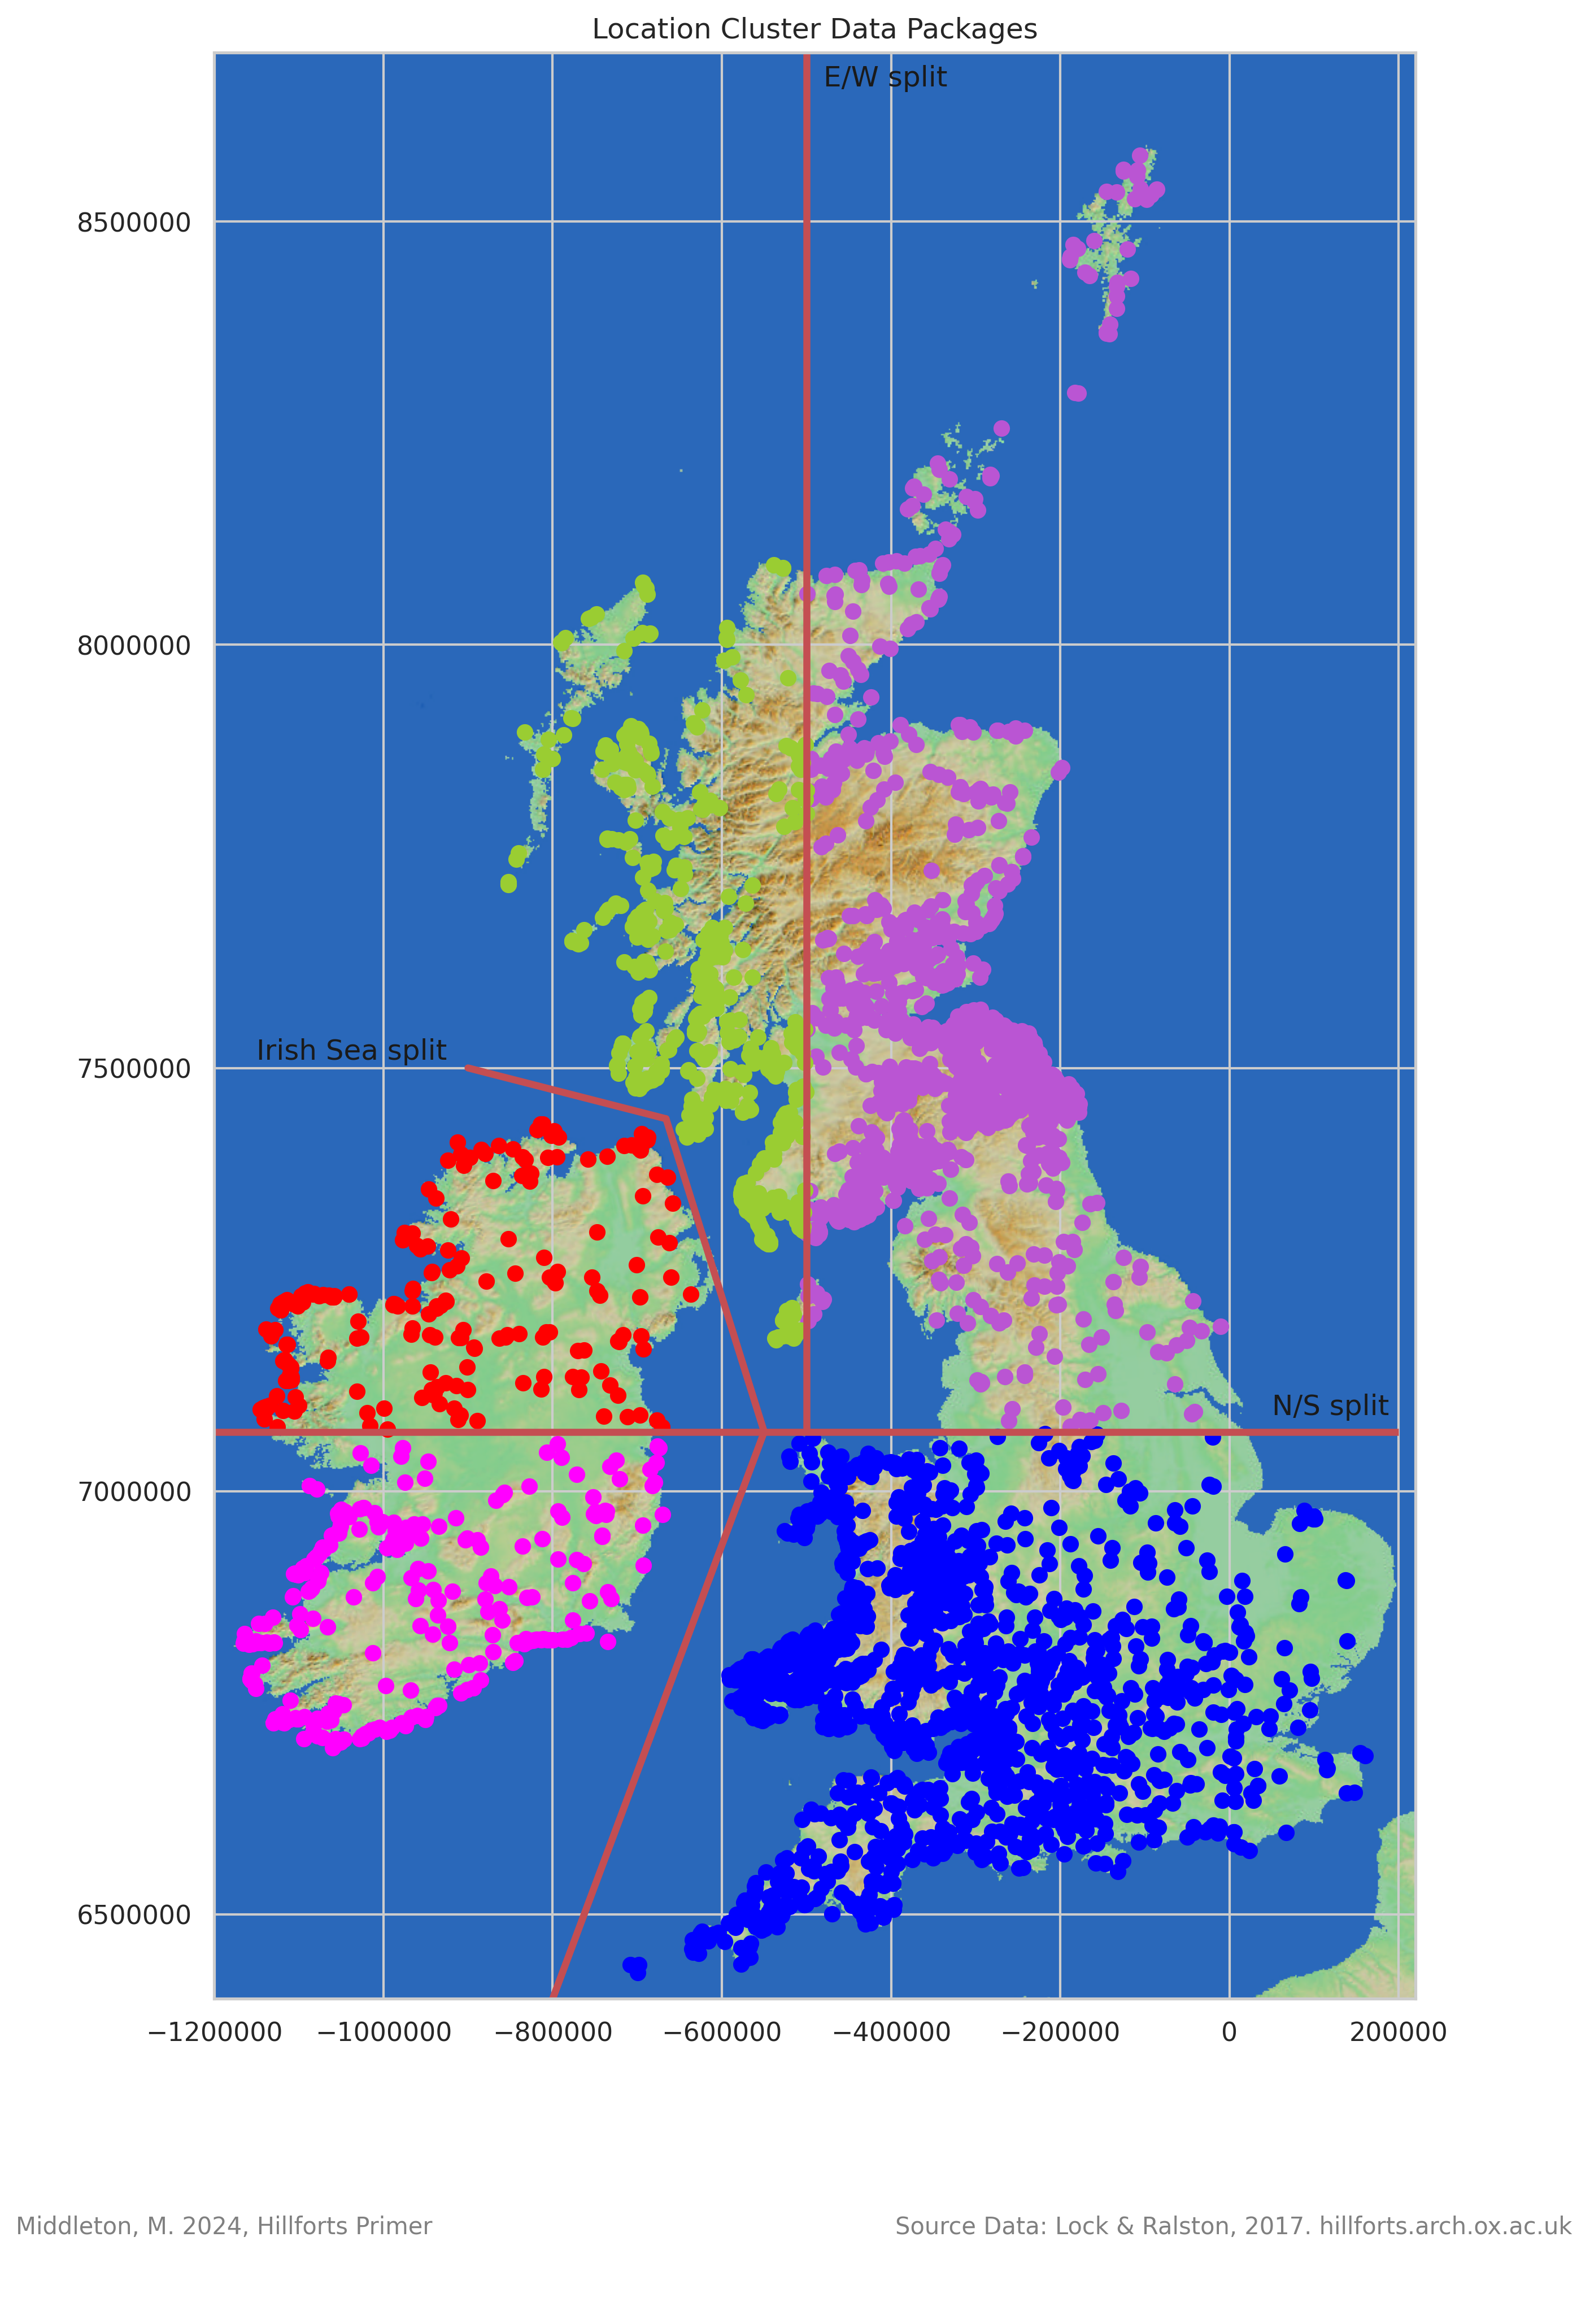 Location Cluster Data Packages
E/W split
8500000
8000000
Irish Sea split
7500000
N/S split
7000000
6500000
−1200000 −1000000 −800000 −600000 −400000 −200000 0 200000
Middleton, M. 2024, Hillforts Primer
Source Data: Lock & Ralston, 2017. hillforts.arch.ox.ac.uk